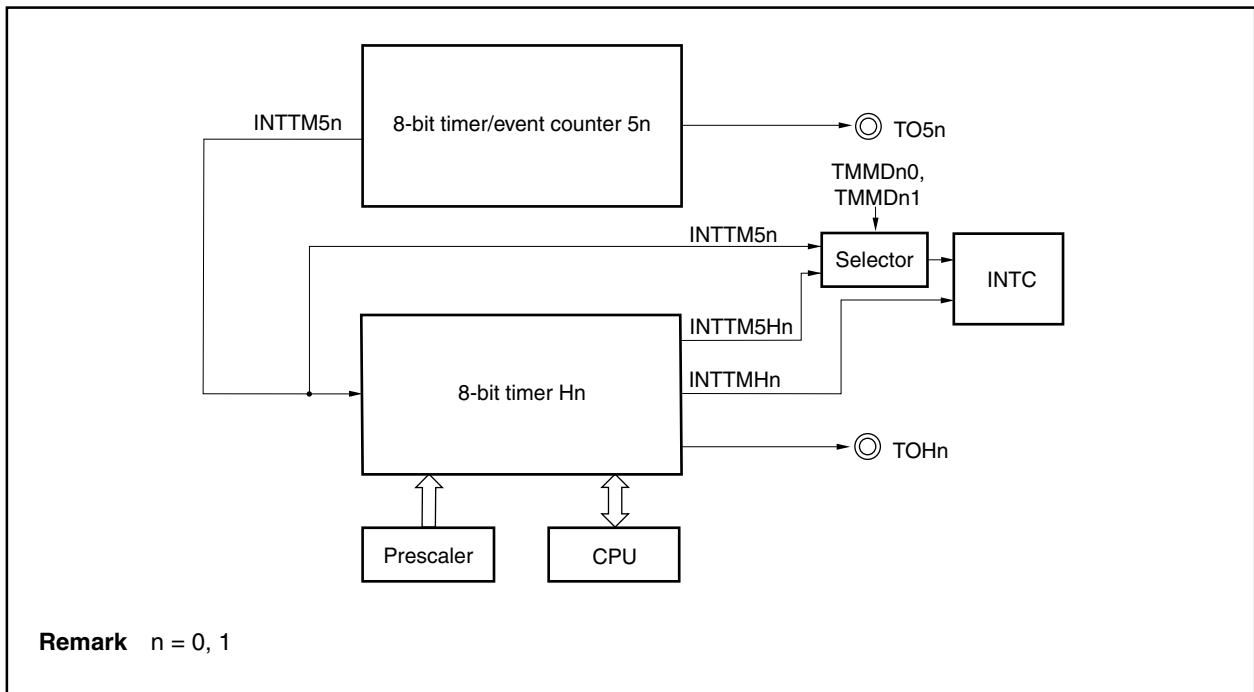 INTTM5n
8-bit timer/event counter 5n
TO5n
TMMDn0,
TMMDn1
INTTM5n
Selector
INTC
INTTM5Hn
8-bit timer Hn
INTTMHn
TOHn
Prescaler
CPU
Remark n = 0, 1